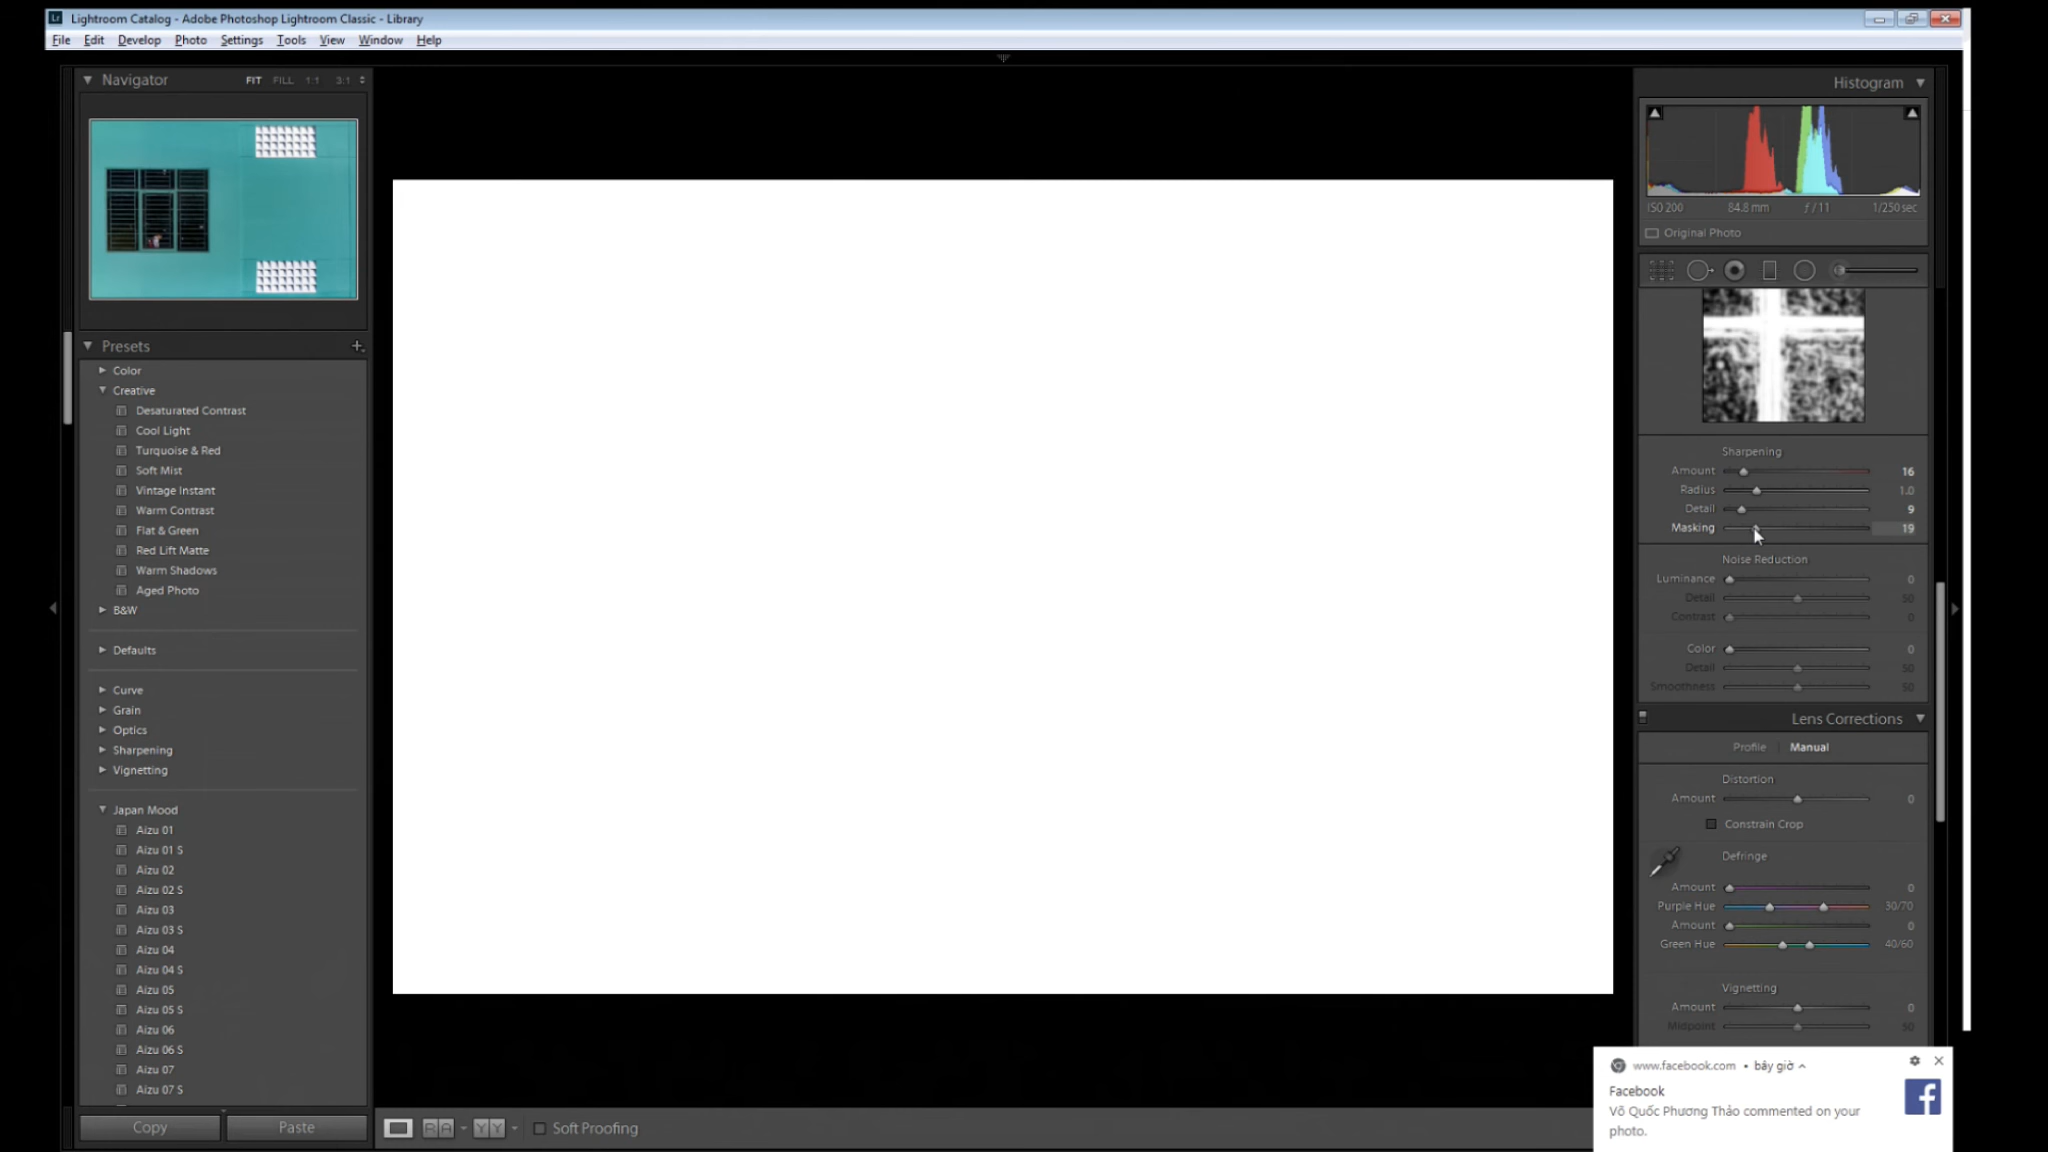 Lightroom Catalog - Adobe Photoshop Lightroom Classic - Library
File Edit Develop Photo Settings Tools View Window Help
Navigator FIT FILL 1:1 3:1
Presets
Color
Creative
Desaturated Contrast
Cool Light
Turquoise & Red
Soft Mist
Vintage Instant
Warm Contrast
Flat & Green
Red Lift Matte
Warm Shadows
Aged Photo
B&W
Defaults
Curve
Grain
Optics
Sharpening
Vignetting
Japan Mood
Aizu 01
Aizu 01 S
Aizu 02
Aizu 02 S
Aizu 03
Aizu 03 S
Aizu 04
Aizu 04 S
Aizu 05
Aizu 05 S
Aizu 06
Aizu 06 S
Aizu 07
Aizu 07 S
Copy Paste
R A Y Y Soft Proofing
Histogram
ISO 200 84.8 mm ƒ / 11 1/250 sec
Original Photo
Sharpening
Amount 16
Radius 1.0
Detail 9
Masking 19
Noise Reduction
Luminance 0
Detail 50
Contrast 0
Color 0
Detail 50
Smoothness 50
Lens Corrections
Profile Manual
Distortion
Amount 0
Constrain Crop
Defringe
Amount 0
Purple Hue 30/70
Amount 0
Green Hue 40/60
Vignetting
Amount 0
Midpoint 50
www.facebook.com • bây giờ
Facebook
Võ Quốc Phương Thảo commented on your
photo.